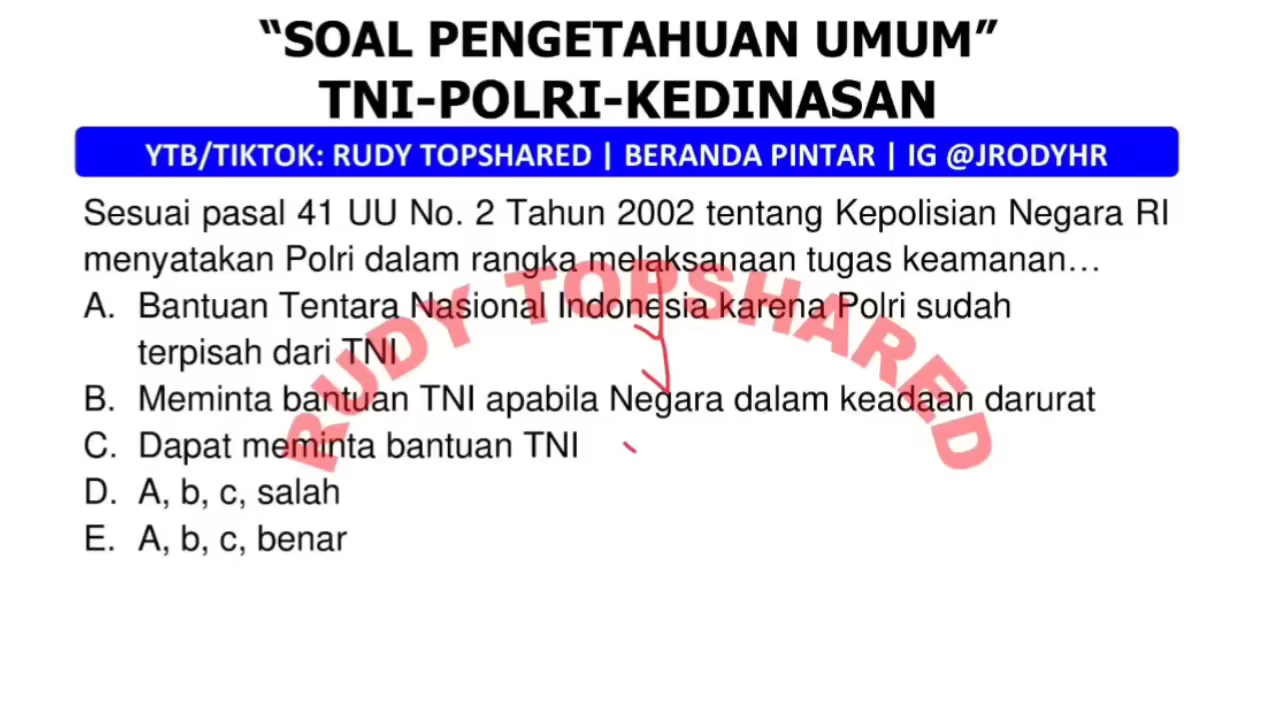 “SOAL PENGETAHUAN UMUM”
TNI-POLRI-KEDINASAN
YTB/TIKTOK: RUDY TOPSHARED | BERANDA PINTAR | IG @JRODYHR
Sesuai pasal 41 UU No. 2 Tahun 2002 tentang Kepolisian Negara RI
menyatakan Polri dalam rangka melaksanaan tugas keamanan…
A. Bantuan Tentara Nasional Indonesia karena Polri sudah
terpisah dari TNI
B. Meminta bantuan TNI apabila Negara dalam keadaan darurat
C. Dapat meminta bantuan TNI
D. A, b, c, salah
E. A, b, c, benar
RUDY TOPSHARED